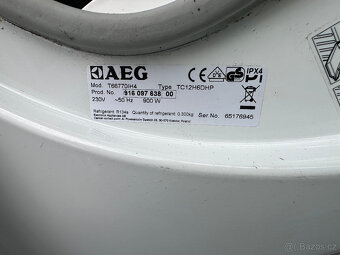 AEG
IPX4
Mod. T66770IH4 Type TC12H6DHP
Prod. No. 916 097 638 00
230V ~50 Hz 900 W
Refrigerant R134a Quantity of refrigerant 0.300kg
Ser No. 65176945
bazos.cz